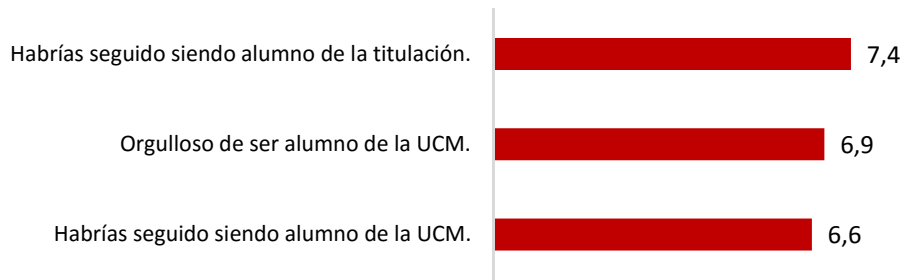 Habrías seguido siendo alumno de la titulación.
7,4
Orgulloso de ser alumno de la UCM.
6,9
Habrías seguido siendo alumno de la UCM.
6,6